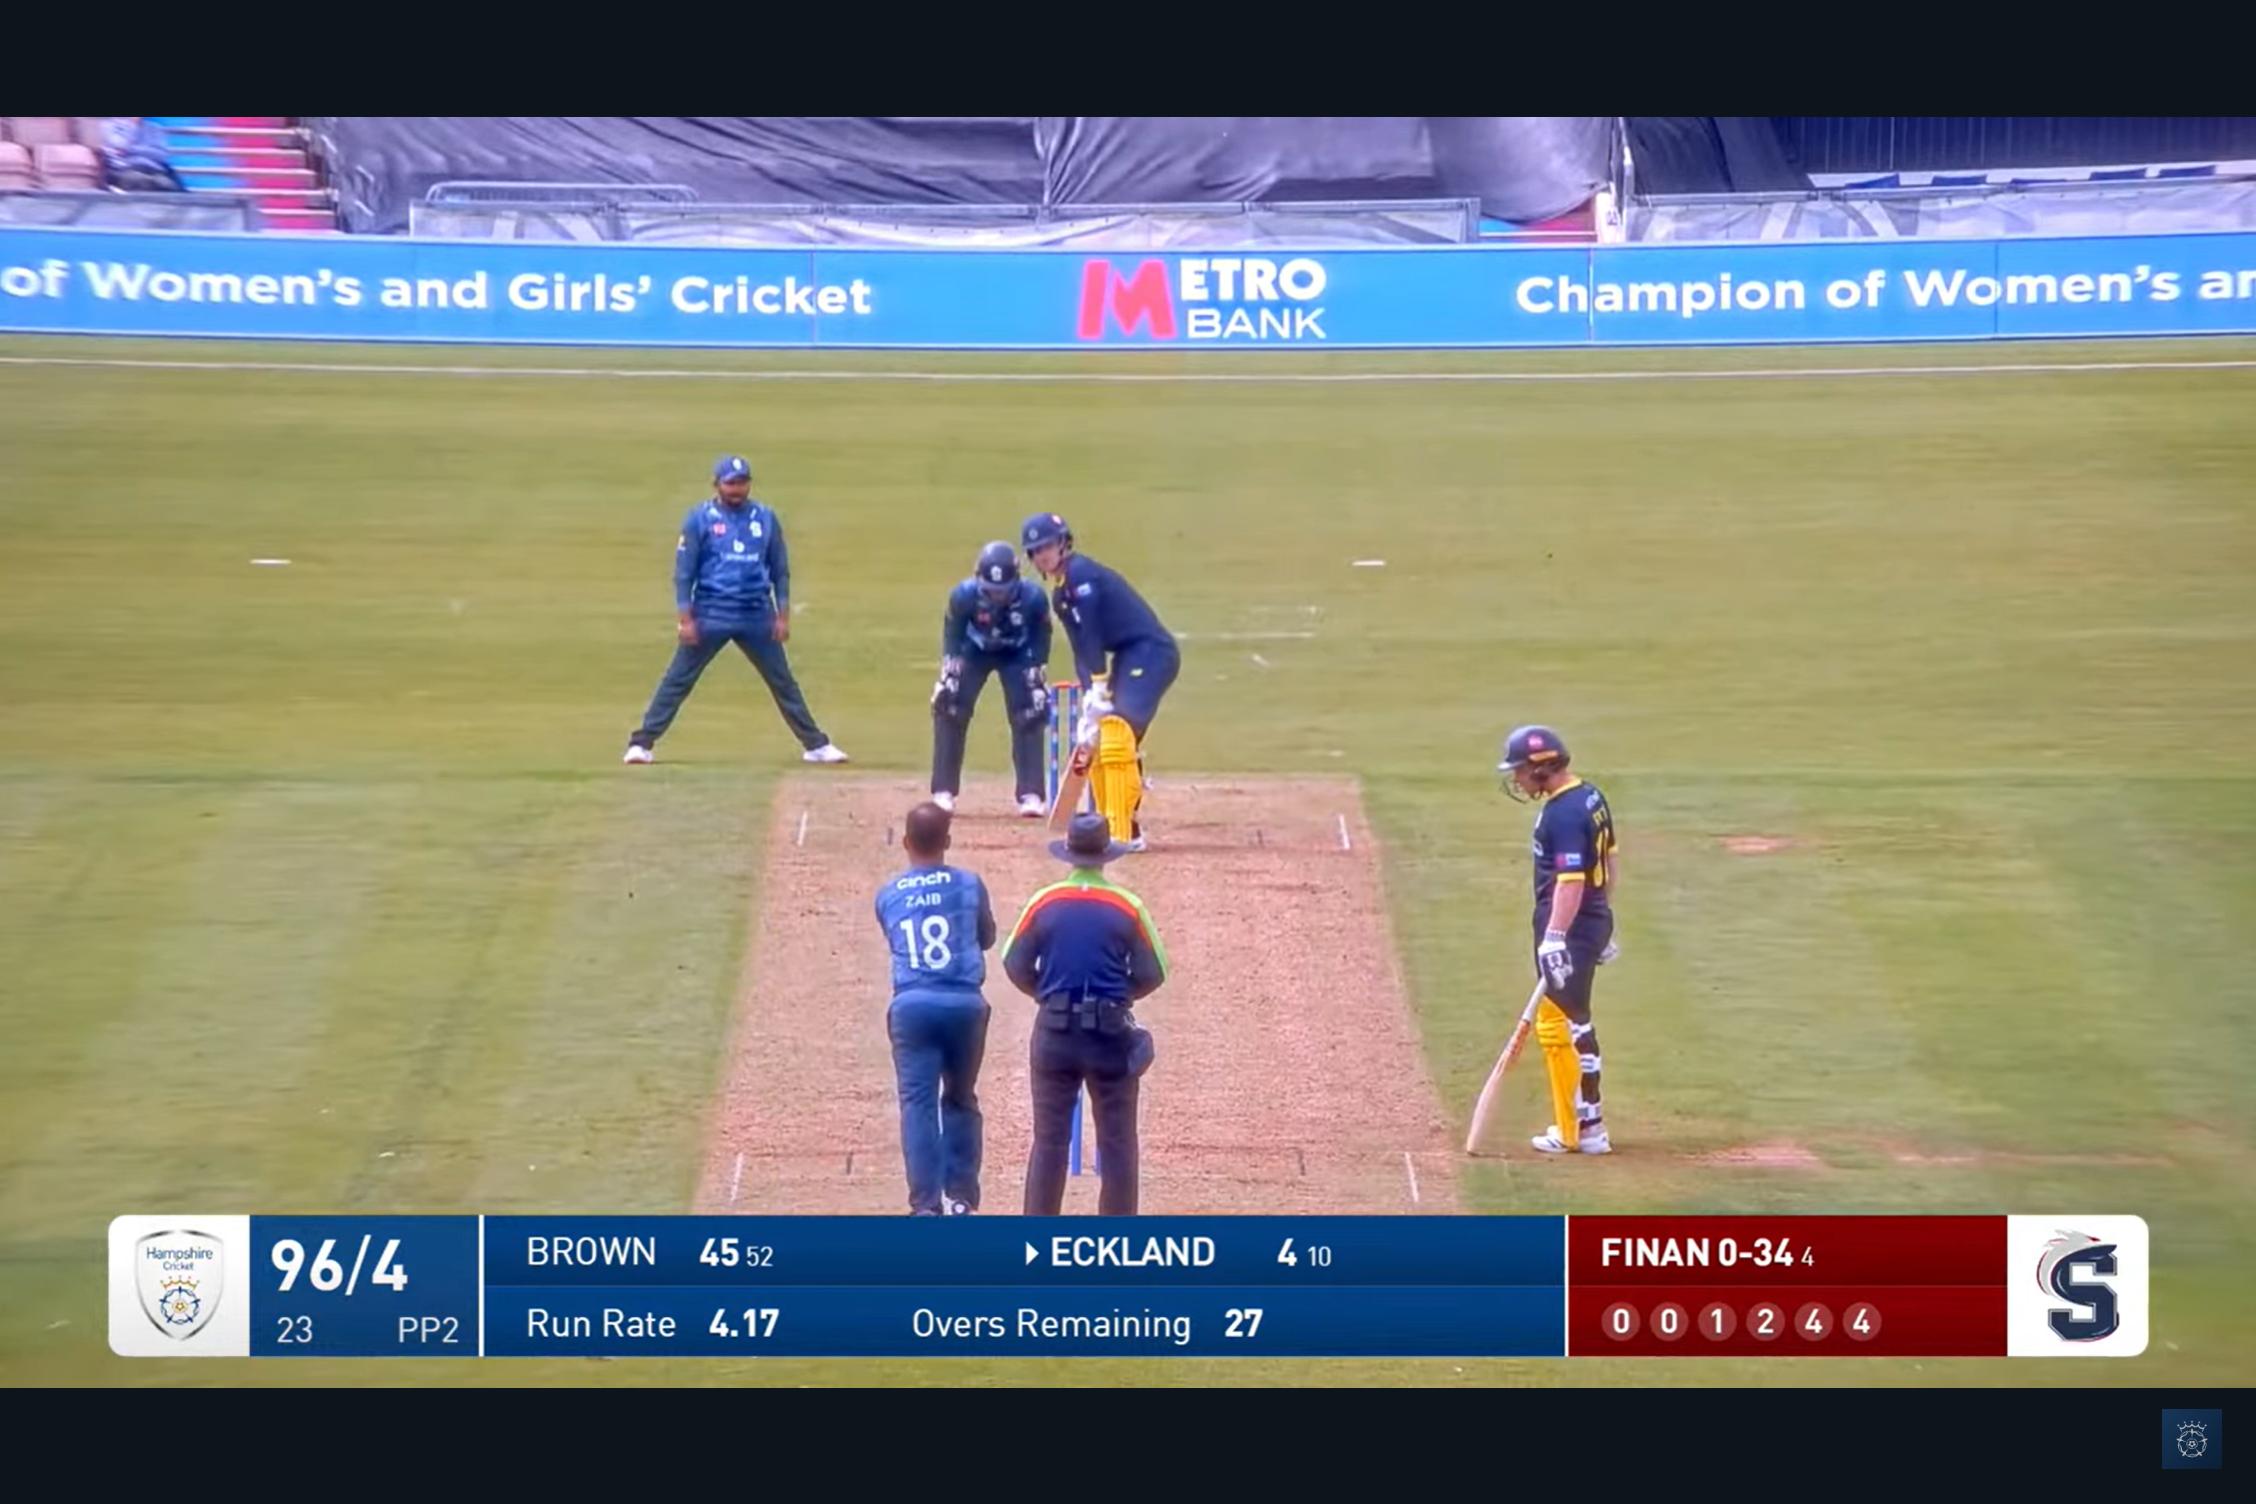 of Women's and Girls' Cricket
METRO
BANK
Champion of Women's ar
cinch
ZAIB
18
Hampshire
Cricket
96/4
23 PP2
BROWN 45 52
ECKLAND 4 10
Run Rate 4.17
Overs Remaining 27
FINAN 0-34 4
0 0 1 2 4 4
S